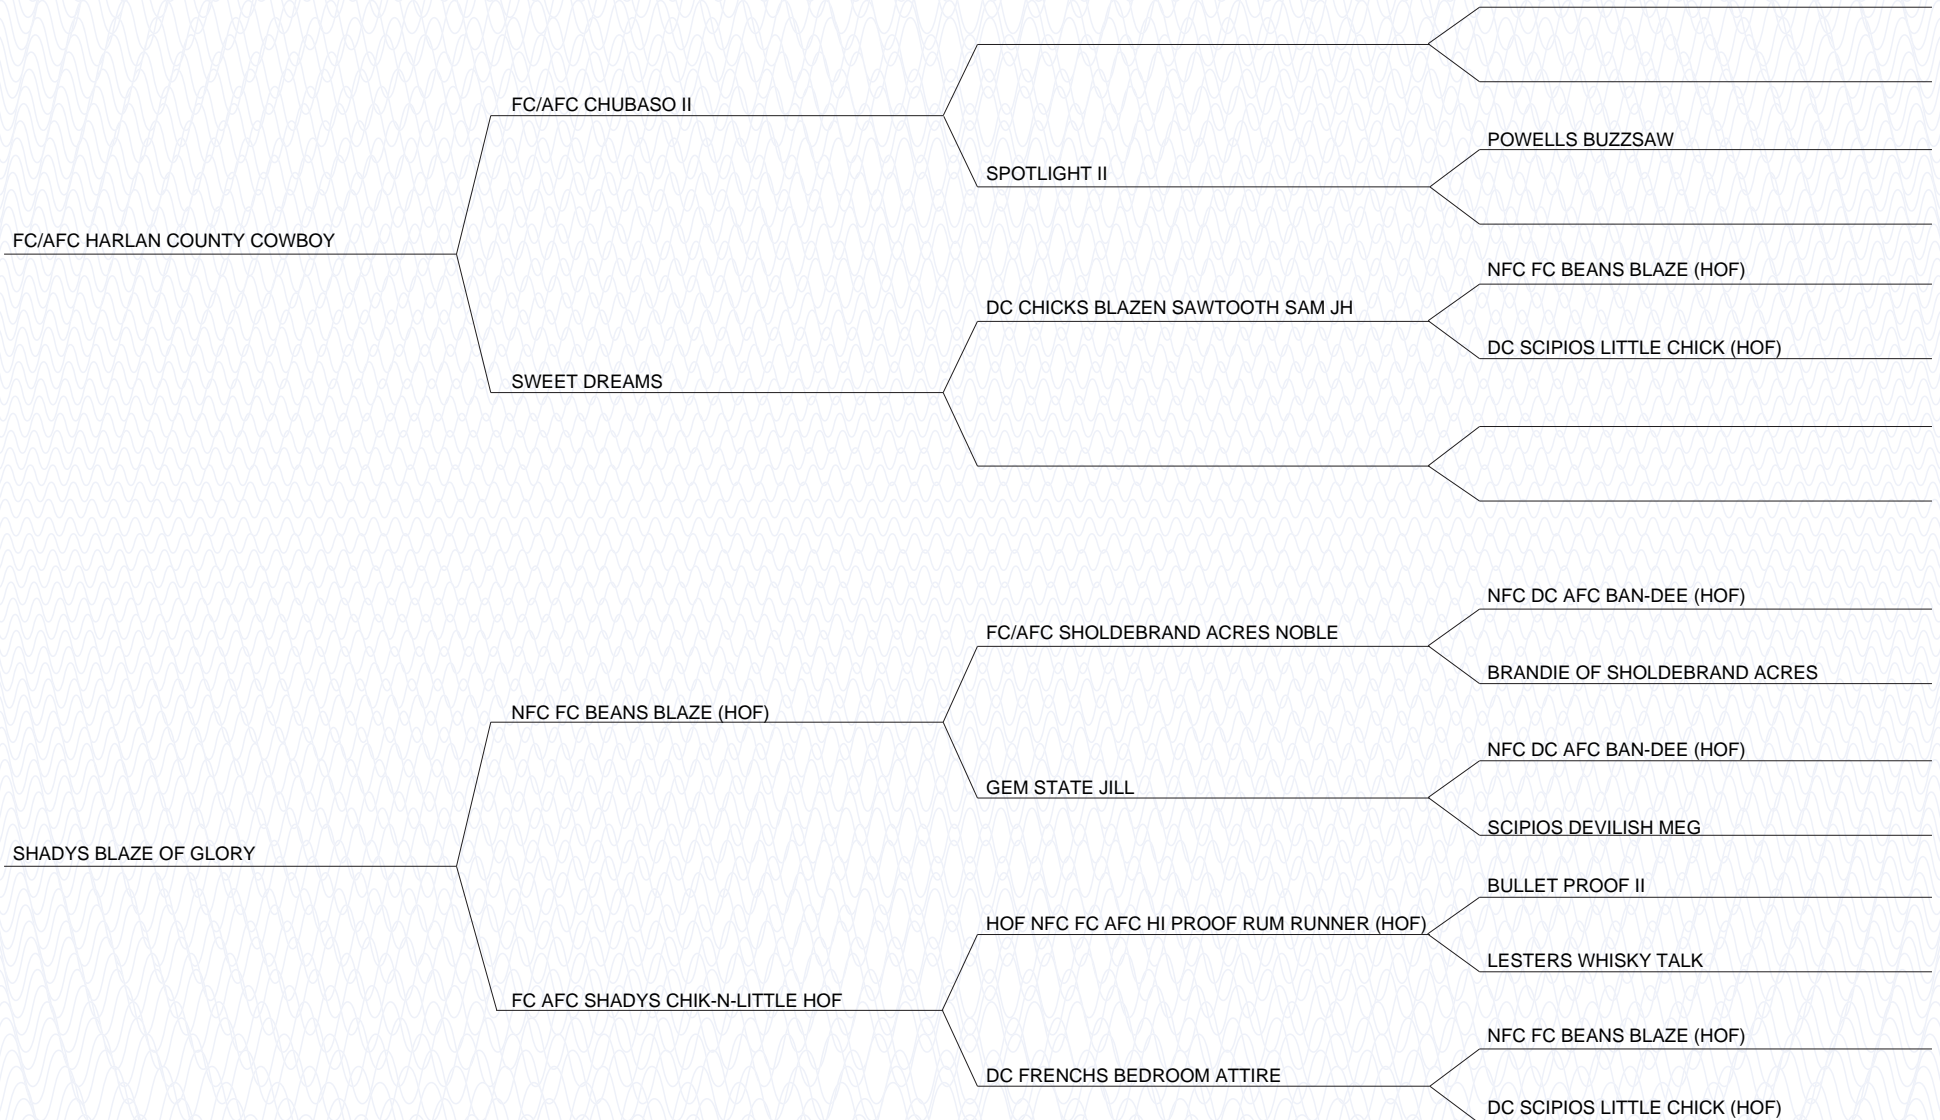 FC/AFC CHUBASO II
POWELLS BUZZSAW
SPOTLIGHT II
FC/AFC HARLAN COUNTY COWBOY
NFC FC BEANS BLAZE (HOF)
DC CHICKS BLAZEN SAWTOOTH SAM JH
DC SCIPIOS LITTLE CHICK (HOF)
SWEET DREAMS
NFC DC AFC BAN-DEE (HOF)
FC/AFC SHOLDEBRAND ACRES NOBLE
BRANDIE OF SHOLDEBRAND ACRES
NFC FC BEANS BLAZE (HOF)
NFC DC AFC BAN-DEE (HOF)
GEM STATE JILL
SCIPIOS DEVILISH MEG
SHADYS BLAZE OF GLORY
BULLET PROOF II
HOF NFC FC AFC HI PROOF RUM RUNNER (HOF)
LESTERS WHISKY TALK
FC AFC SHADYS CHIK-N-LITTLE HOF
NFC FC BEANS BLAZE (HOF)
DC FRENCHS BEDROOM ATTIRE
DC SCIPIOS LITTLE CHICK (HOF)